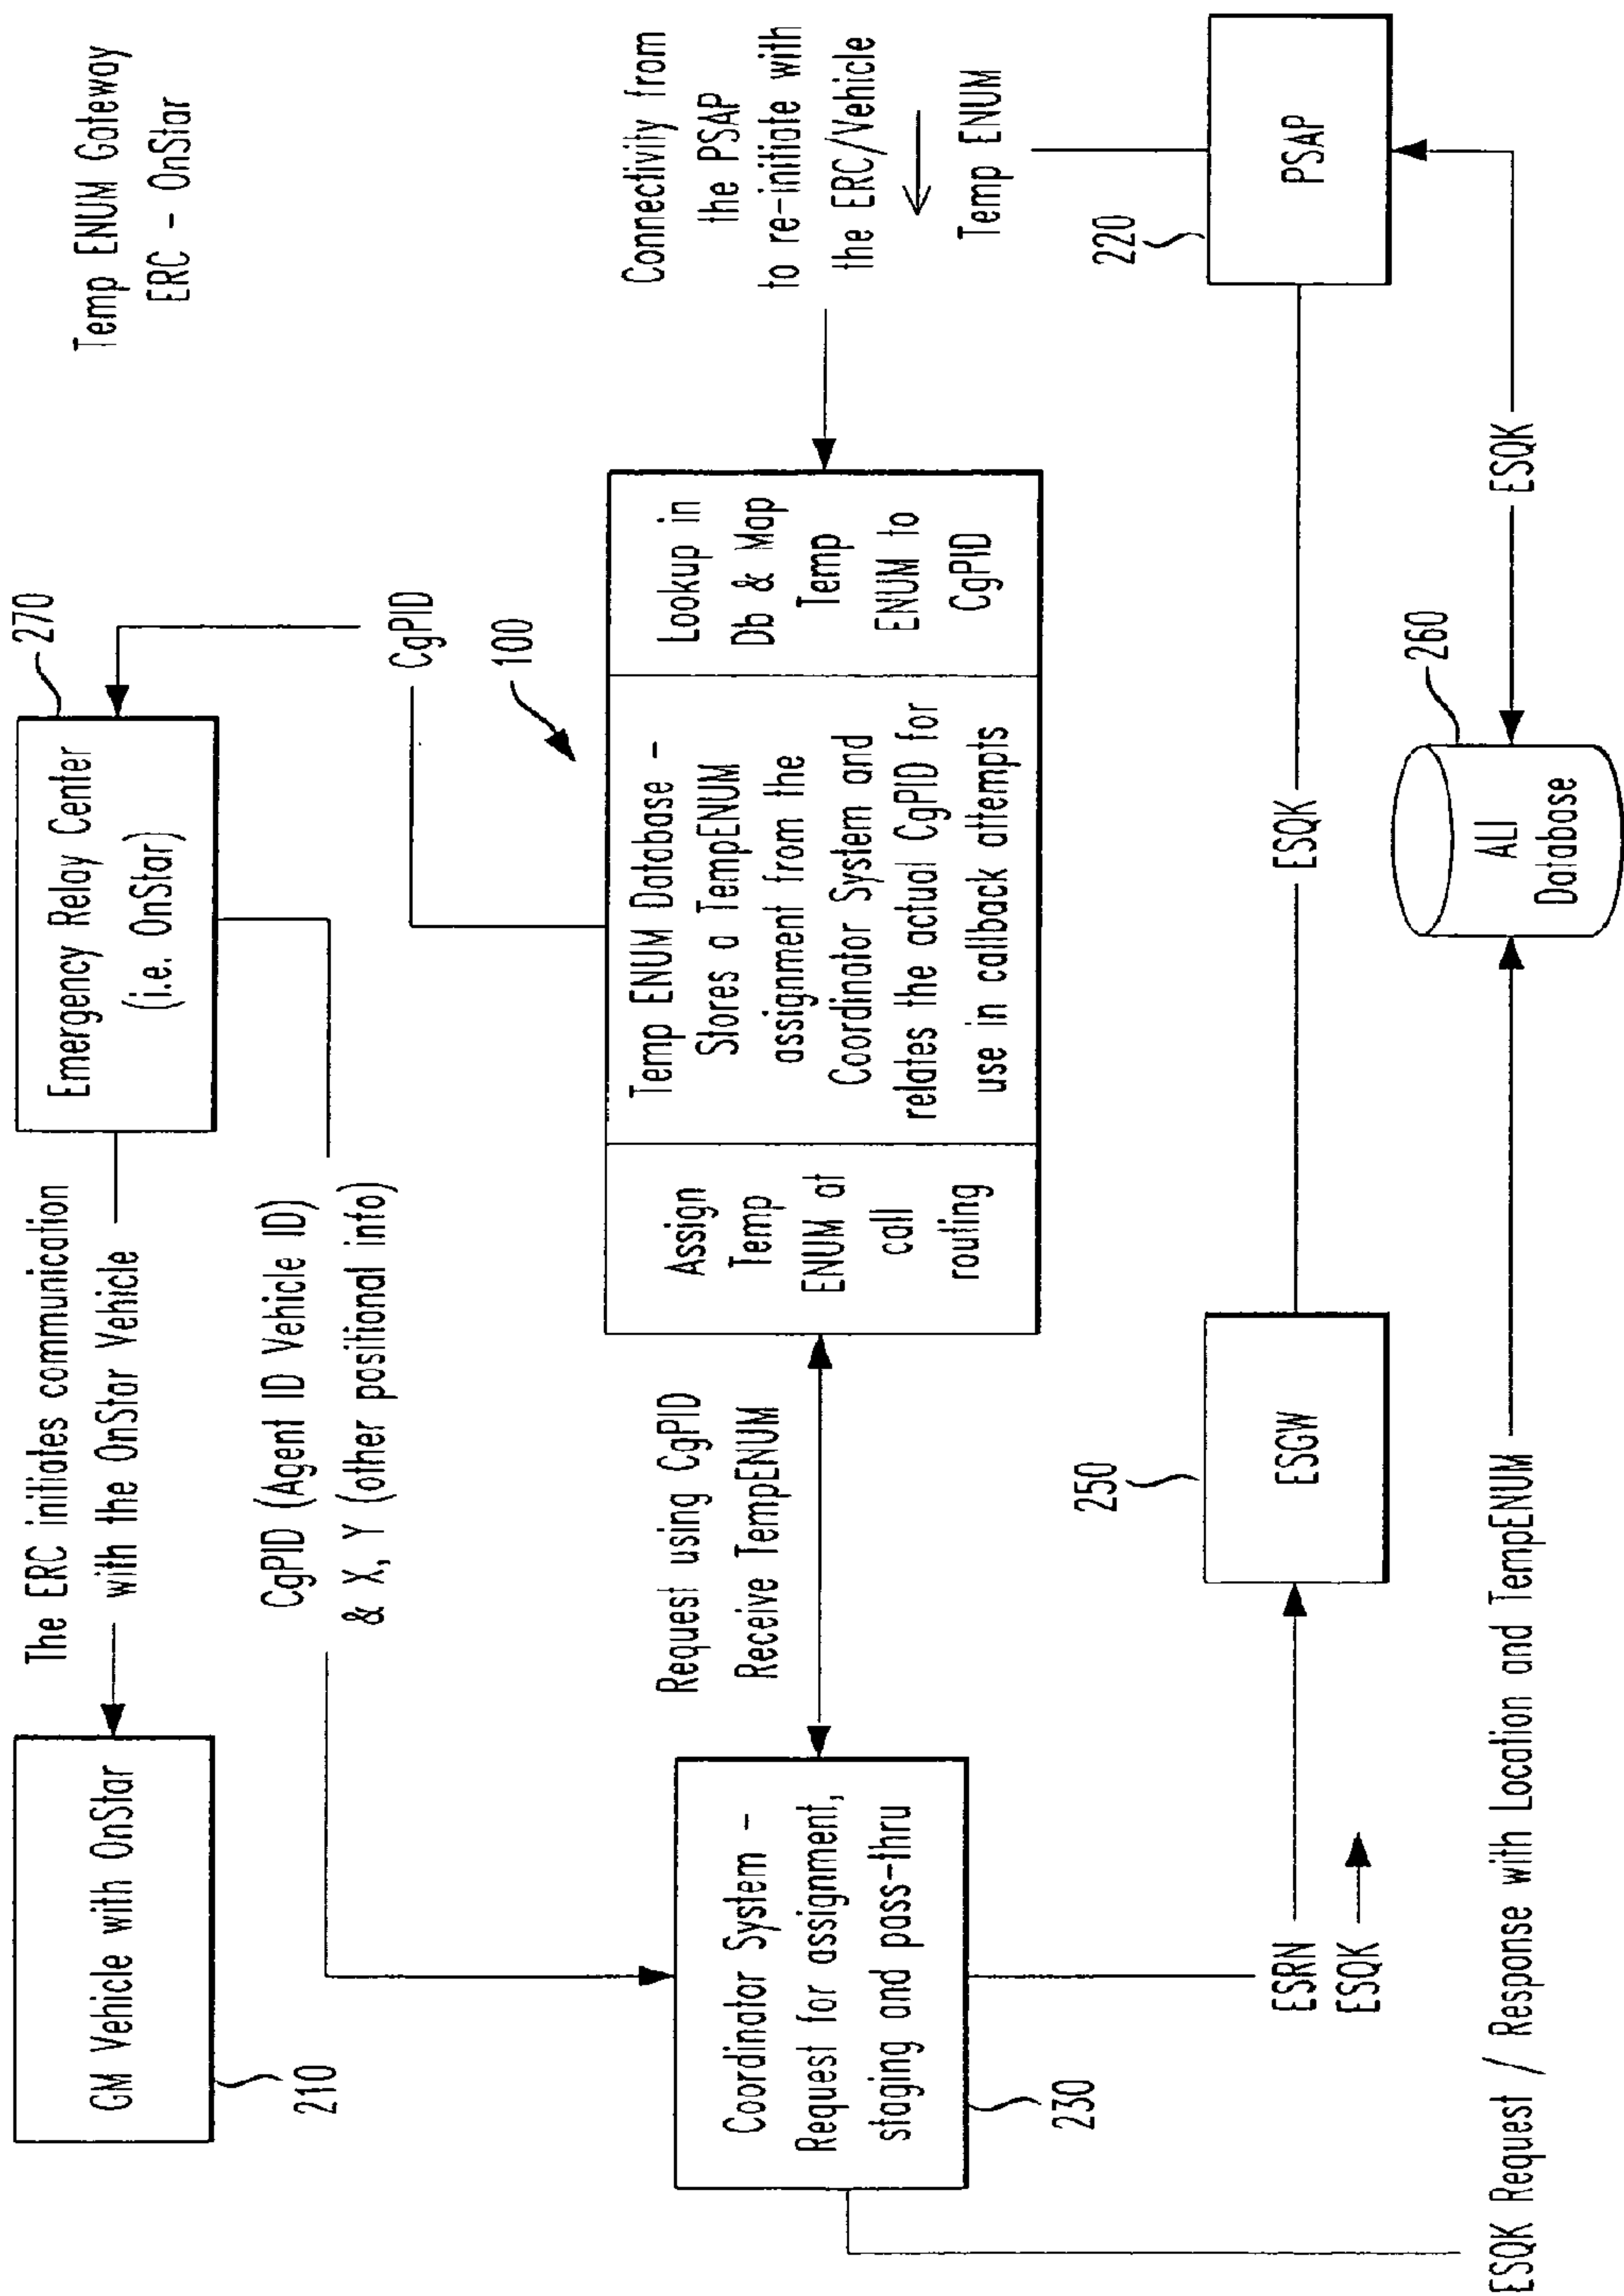 Temp ENUM Gateway
ERC - OnStar
GM Vehicle with OnStar
210
The ERC initiates communication
with the OnStar Vehicle
Emergency Relay Center
(i.e. OnStar)
270
CgPID (Agent ID Vehicle ID)
& X, Y (other positional info)
CgPID
100
Coordinator System -
Request for assignment,
staging and pass-thru
230
Request using CgPID
Receive TempENUM
Assign
Temp
ENUM at
call
routing
Temp ENUM Database -
Stores a TempENUM
assignment from the
Coordinator System and
relates the actual CgPID for
use in callback attempts
Lookup in
Db & Map
Temp
ENUM to
CgPID
Connectivity from
the PSAP
to re-initiate with
the ERC/Vehicle
Temp ENUM
ESRN
ESQK
ESGW
250
ESQK
PSAP
220
ESQK Request / Response with Location and TempENUM
ALI
Database
260
ESQK